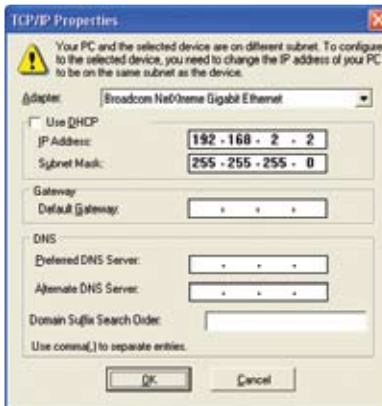 TCP/IP Properties
Your PC and the selected device are on different subnet. To configure
to the selected device, you need to change the IP address of your PC
to be on the same subnet as the device.
Adapter: Broadcom NetXtreme Gigabit Ethernet
Use DHCP
IP Address: 192 . 168 . 2 . 2
Subnet Mask: 255 . 255 . 255 . 0
Gateway
Default Gateway: . . .
DNS
Preferred DNS Server: . . .
Alternate DNS Server: . . .
Domain Suffix Search Order:
Use comma(,) to separate entries.
OK Cancel